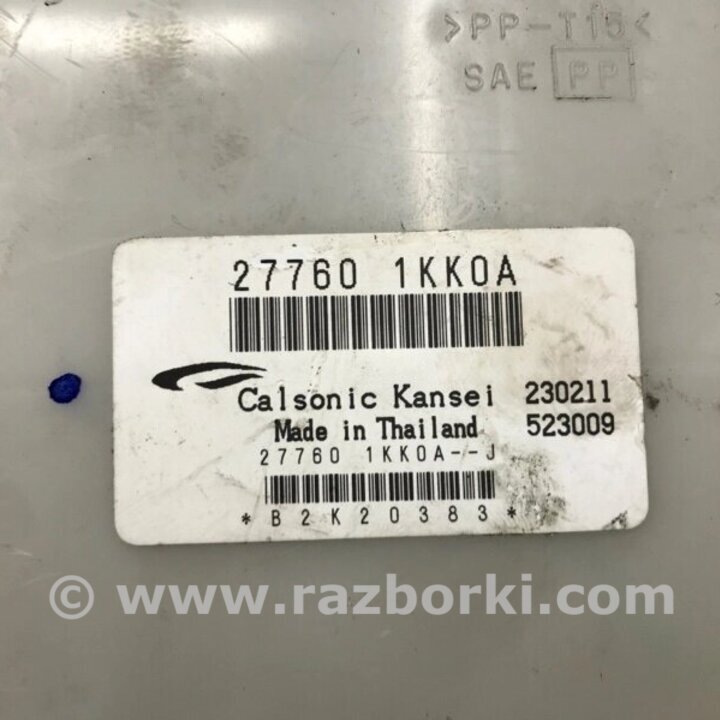 >PP-T15<
SAE PP
27760 1KK0A
Calsonic Kansei 230211
Made in Thailand 523009
27760 1KK0A--J
*B2K20383*
© www.razborki.com